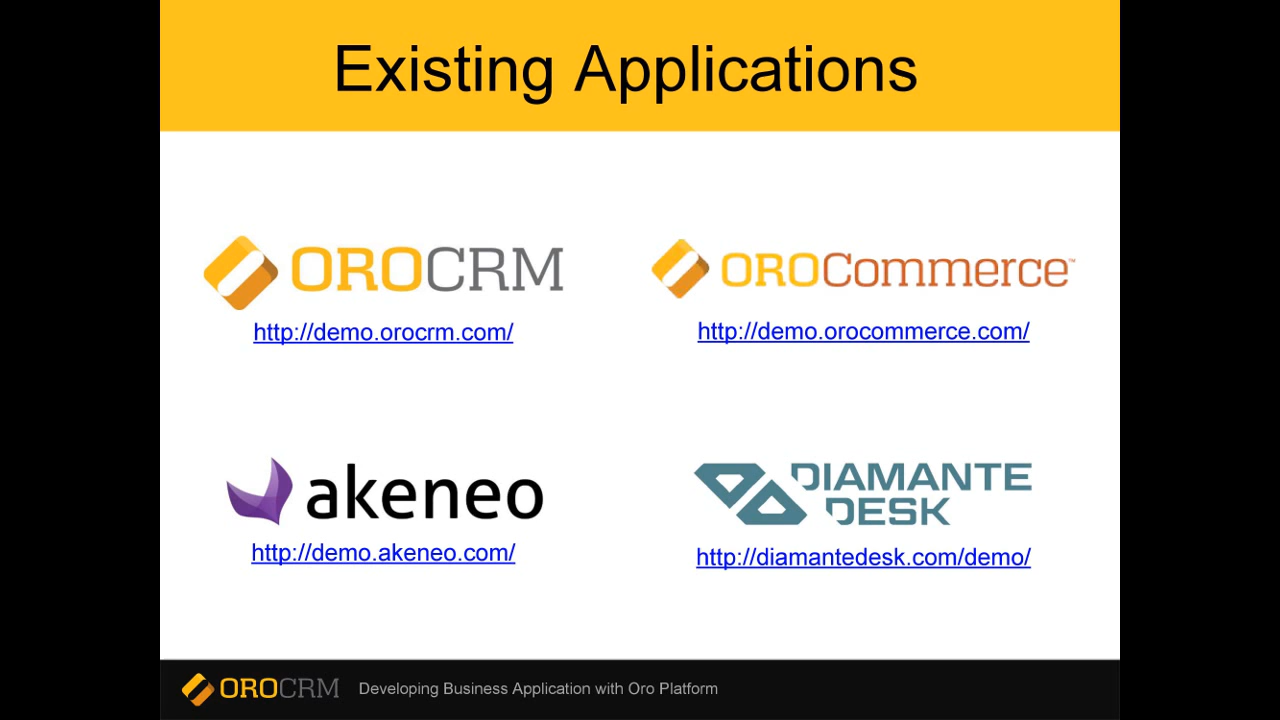 Existing Applications
OROCRM
OROCommerce™
http://demo.orocrm.com/
http://demo.orocommerce.com/
akeneo
DIAMANTE
DESK
http://demo.akeneo.com/
http://diamantedesk.com/demo/
OROCRM
Developing Business Application with Oro Platform